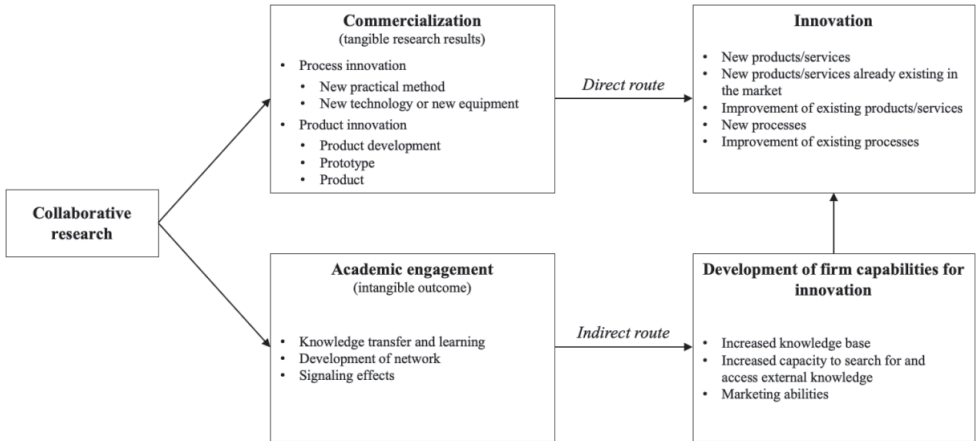 Commercialization
(tangible research results)
• Process innovation
• New practical method
• New technology or new equipment
• Product innovation
• Product development
• Prototype
• Product
Direct route
Innovation
• New products/services
• New products/services already existing in
the market
• Improvement of existing products/services
• New processes
• Improvement of existing processes
Collaborative
research
Academic engagement
(intangible outcome)
• Knowledge transfer and learning
• Development of network
• Signaling effects
Indirect route
Development of firm capabilities for
innovation
• Increased knowledge base
• Increased capacity to search for and
access external knowledge
• Marketing abilities